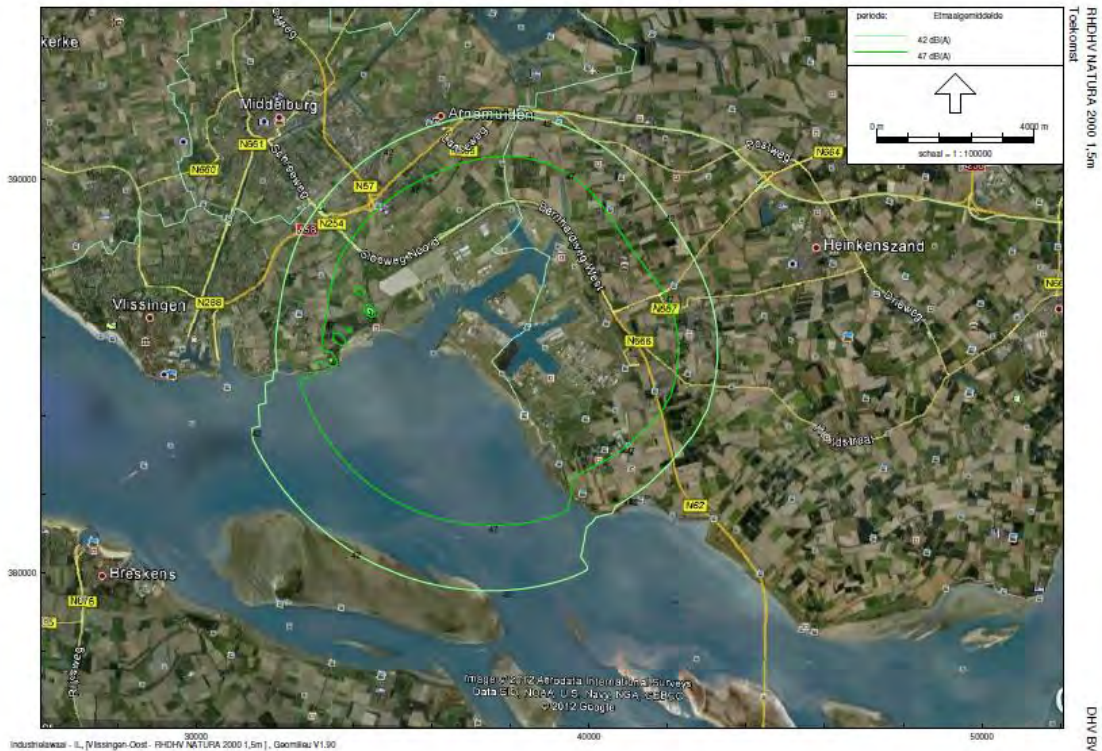 periode: Etmaalgemiddelde
42 dB(A)
47 dB(A)
0 m 4000 m
schaal = 1 : 100000
RHDHV NATURA 2000 1,5m
Toekomst
kerke
Middelburg
Arnemuiden
N661
N660
N57
N254
N664
Postweg
390000
Sloeweg-Noord
Bernhardweg-West
Heinkenszand
Drieweg
Vlissingen
N288
N667
N666
42
47
N62
380000
Breskens
Rijksweg
Image © 2012 Aerodata International Surveys
Data SIO, NOAA, U.S. Navy, NGA, GEBCO
© 2012 Google
30000
40000
50000
DHV BV
Industrielawaai - IL, [Vlissingen-Oost - RHDHV NATURA 2000 1,5m ] , Geomilieu V1.90